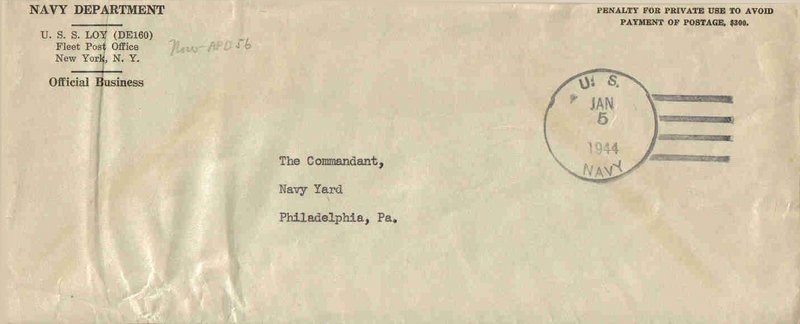 NAVY DEPARTMENT
U. S. S. LOY (DE160)
Fleet Post Office
New York, N. Y.
Official Business
Now APD 56
PENALTY FOR PRIVATE USE TO AVOID
PAYMENT OF POSTAGE, $300.
U. S.
JAN
5
1944
NAVY
The Commandant,
Navy Yard
Philadelphia, Pa.